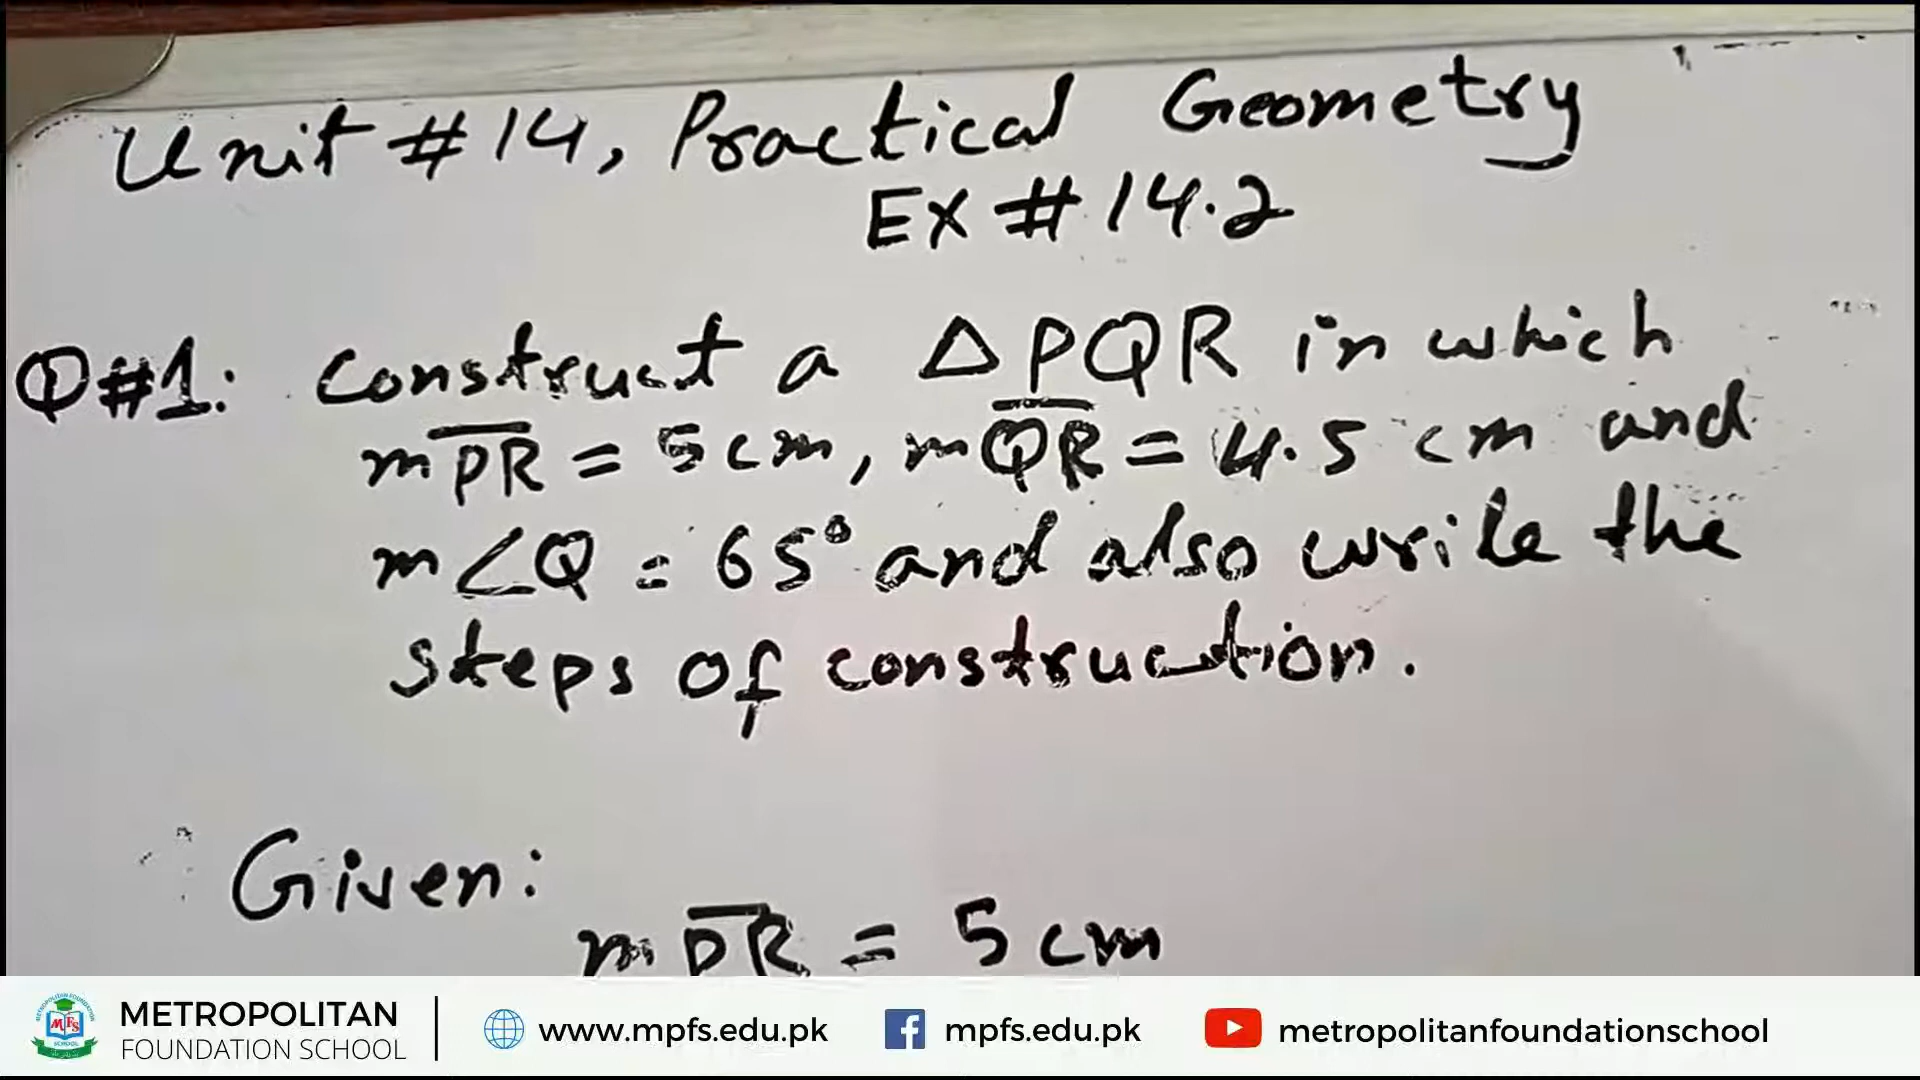 Unit #14, Practical Geometry
EX #14.2
Q#1: construct a △PQR in which
mPR = 5cm, mQR = 4.5 cm and
m∠Q = 65° and also write the
steps of construction.
Given:
mPR = 5cm
METROPOLITAN
FOUNDATION SCHOOL
www.mpfs.edu.pk
mpfs.edu.pk
metropolitanfoundationschool